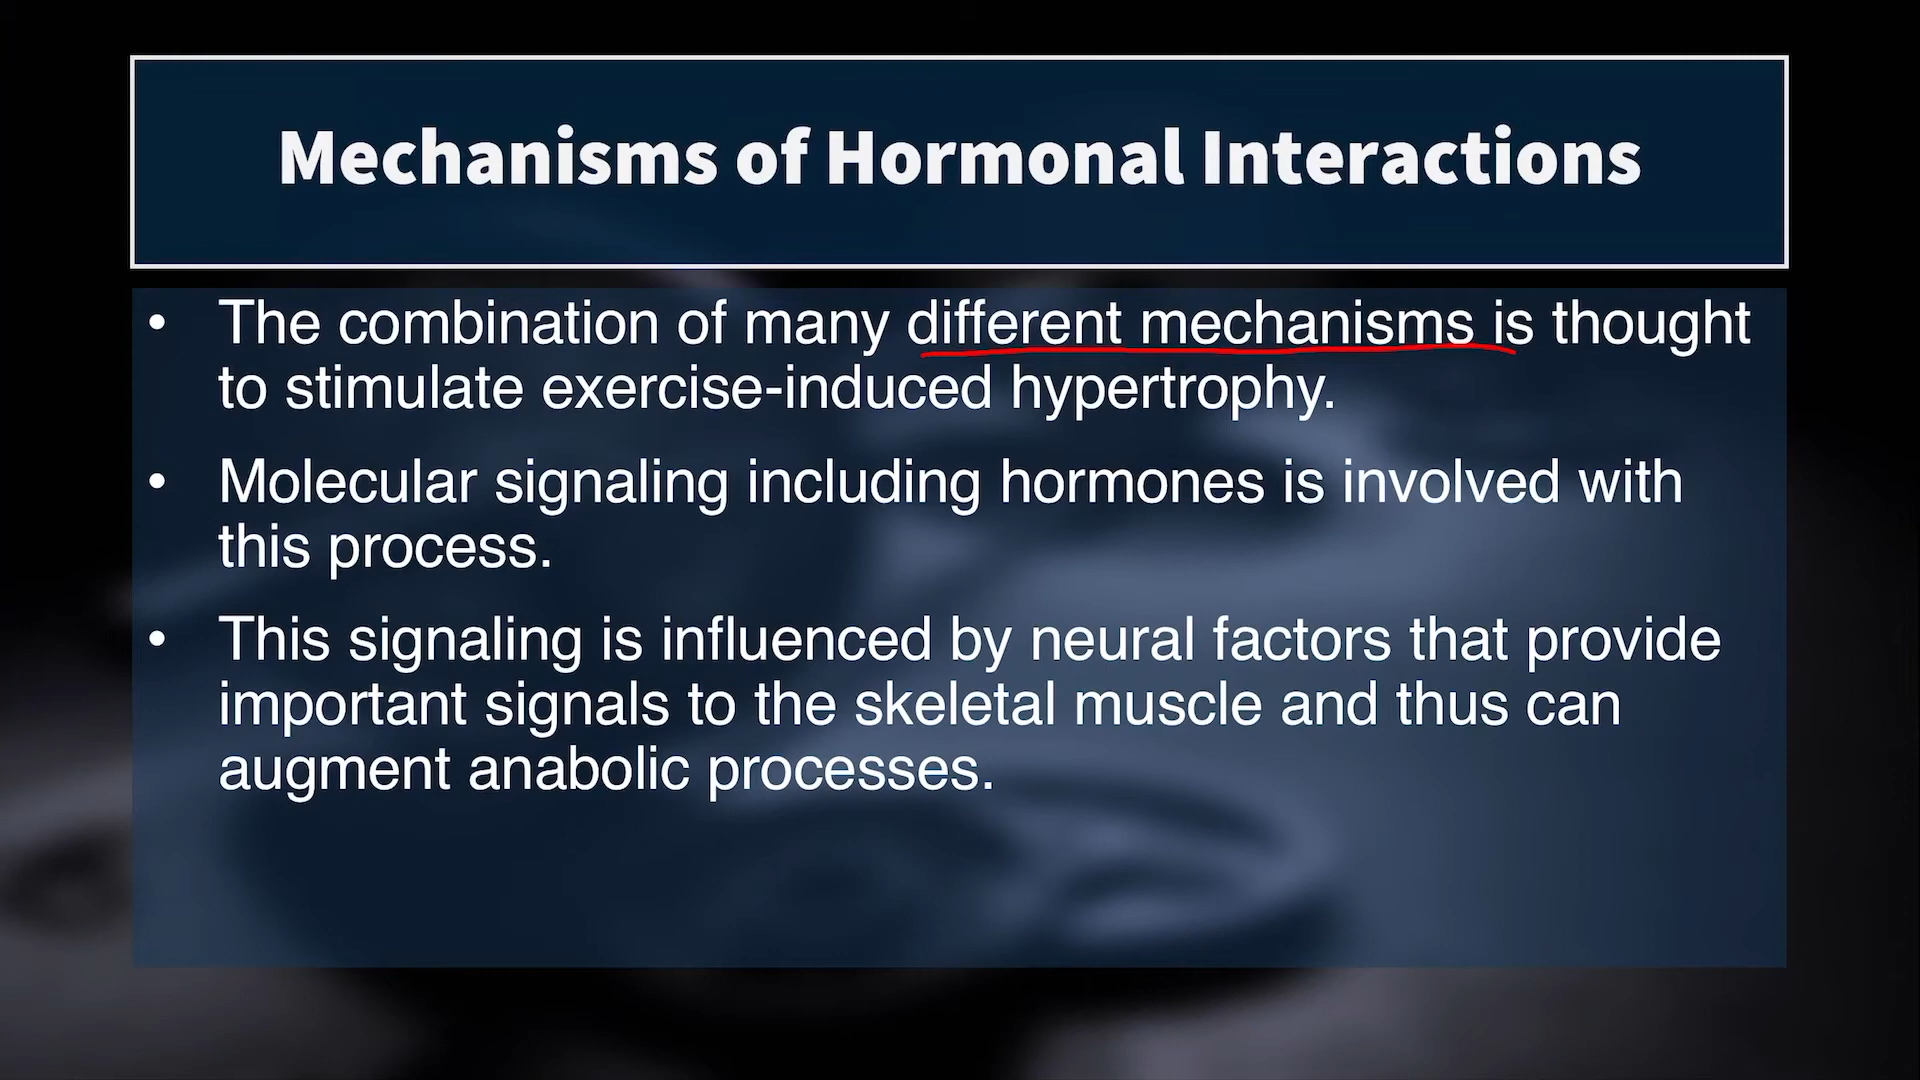 Mechanisms of Hormonal Interactions
• The combination of many different mechanisms is thought
to stimulate exercise-induced hypertrophy.
• Molecular signaling including hormones is involved with
this process.
• This signaling is influenced by neural factors that provide
important signals to the skeletal muscle and thus can
augment anabolic processes.